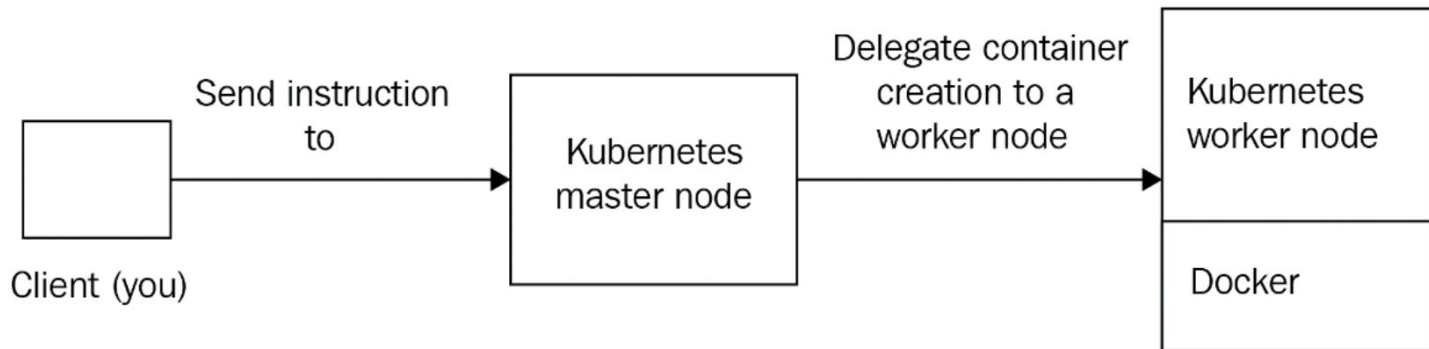 Client (you)
Send instruction
to
Kubernetes
master node
Delegate container
creation to a
worker node
Kubernetes
worker node
Docker